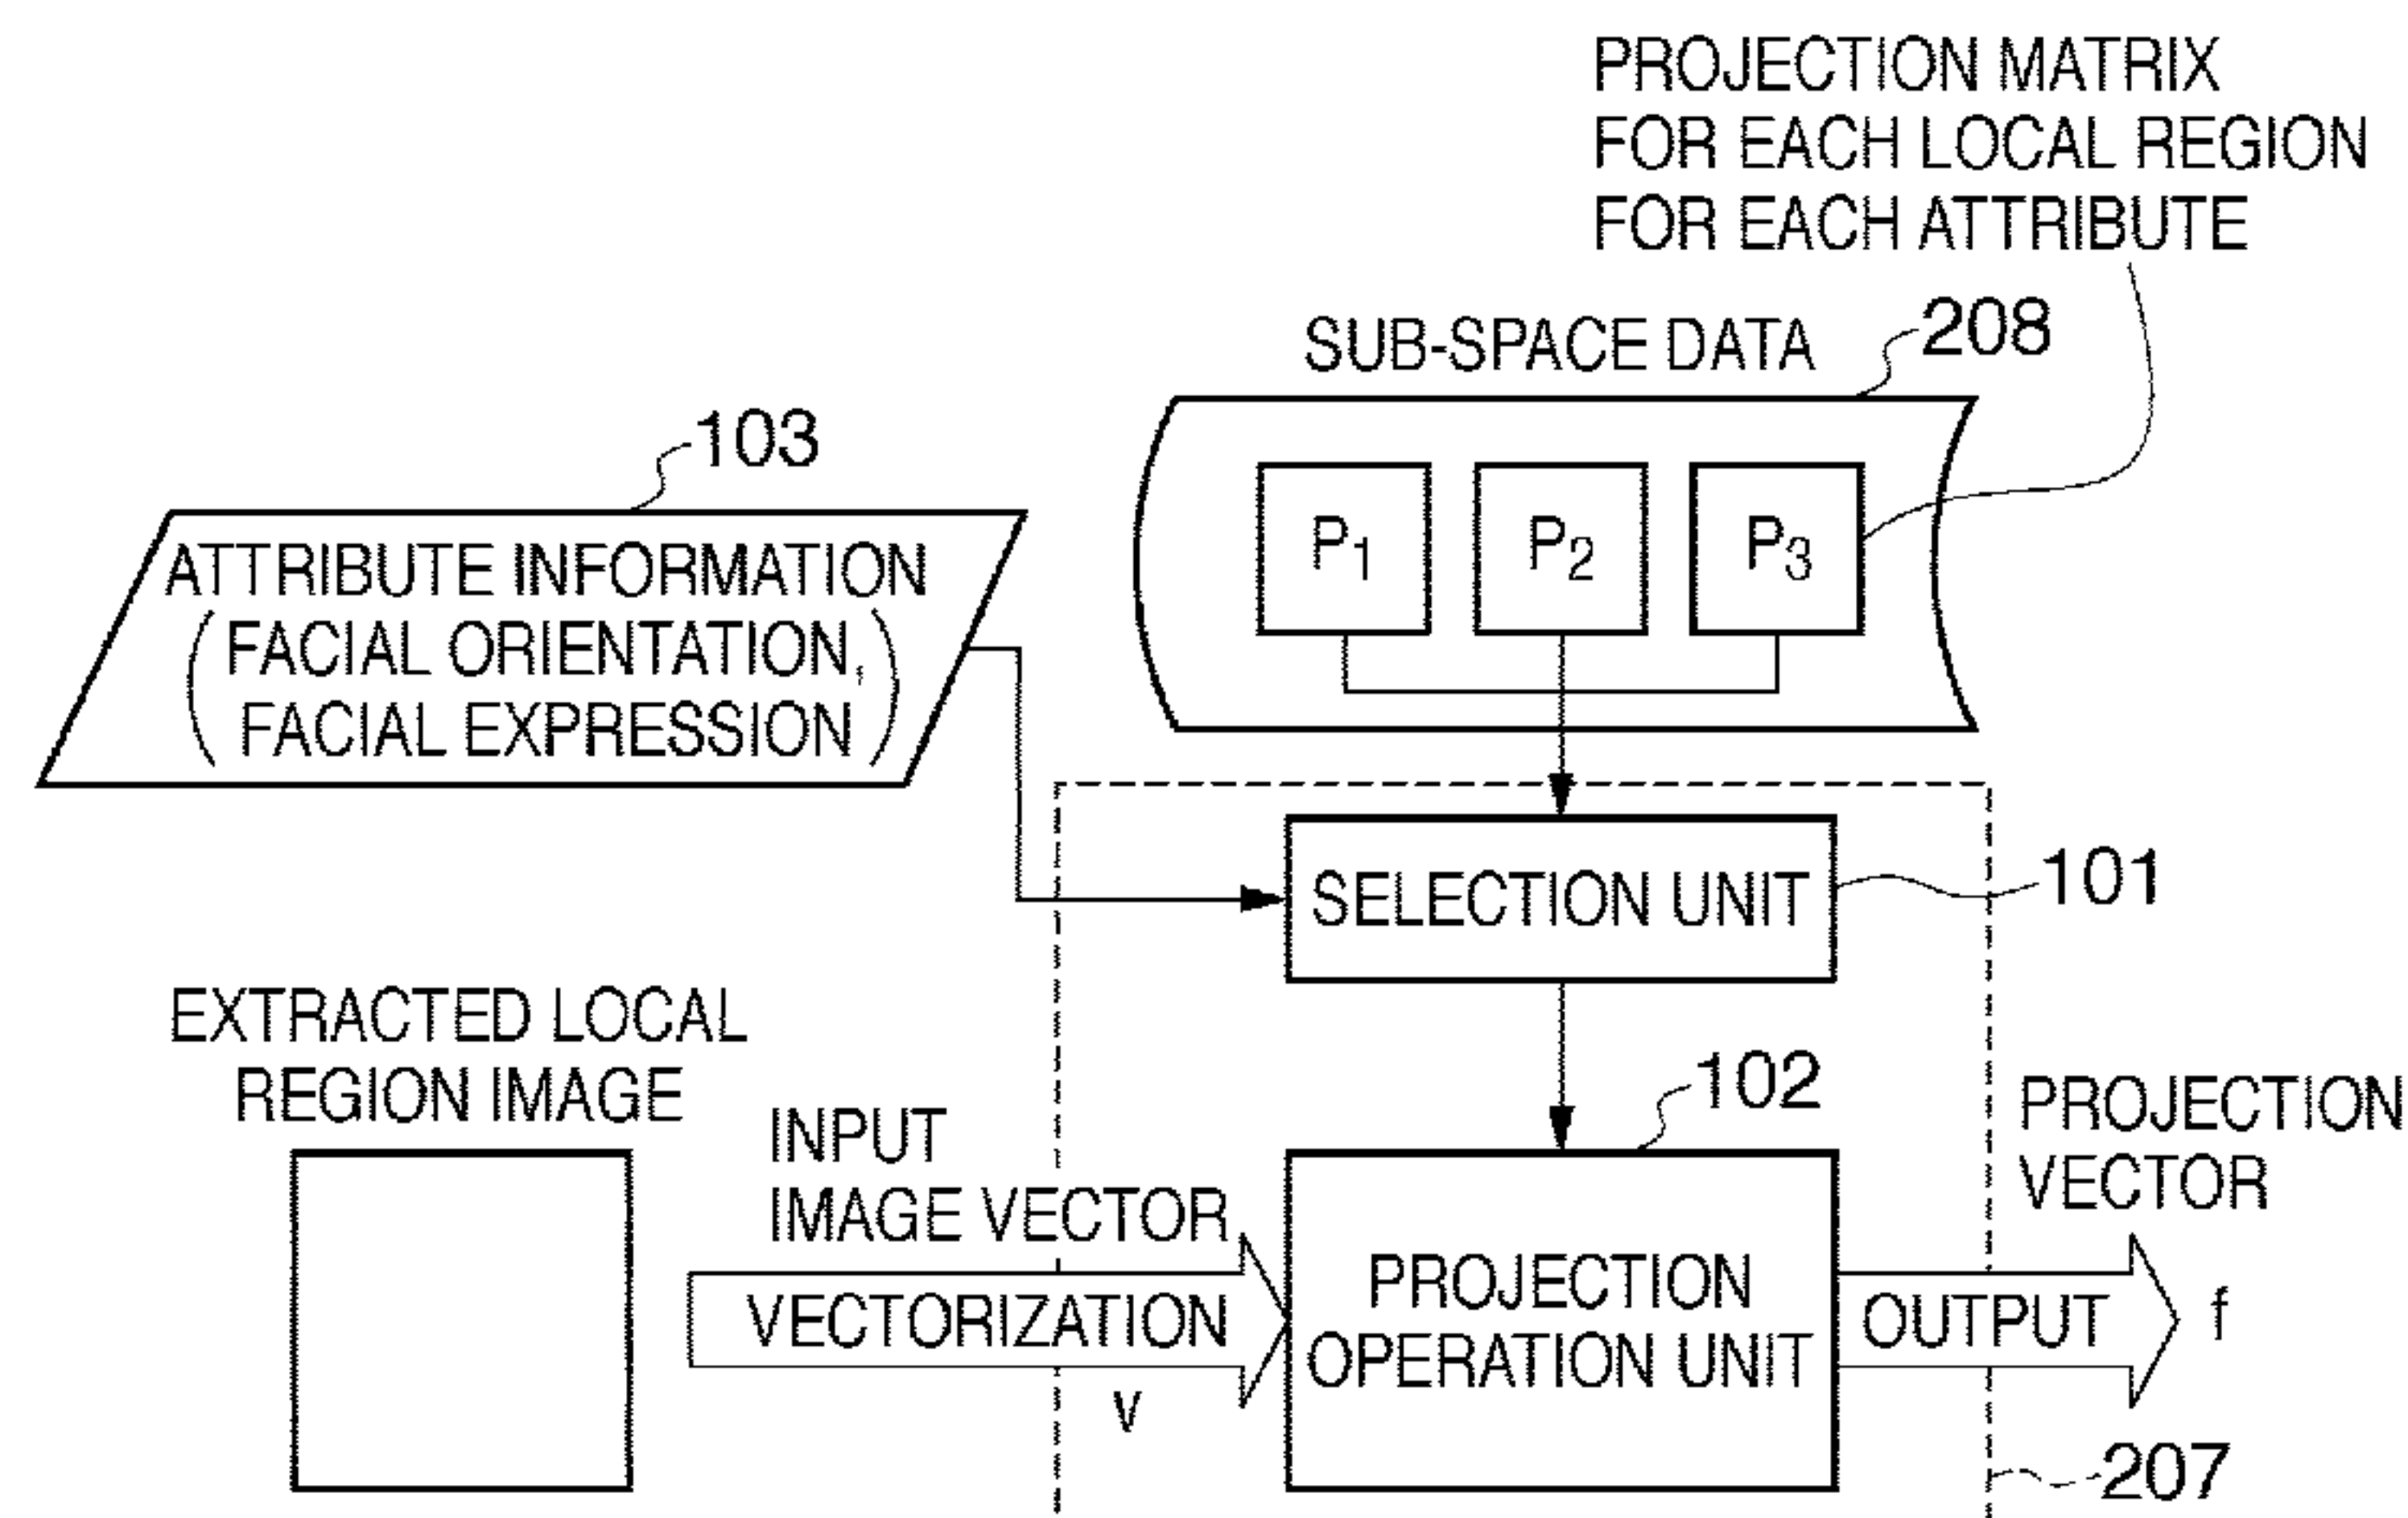 PROJECTION MATRIX
FOR EACH LOCAL REGION
FOR EACH ATTRIBUTE
SUB-SPACE DATA
208
103
P1
P2
P3
ATTRIBUTE INFORMATION
(FACIAL ORIENTATION,
FACIAL EXPRESSION)
SELECTION UNIT
101
EXTRACTED LOCAL
REGION IMAGE
102
INPUT
IMAGE VECTOR
PROJECTION
VECTOR
VECTORIZATION
v
PROJECTION
OPERATION UNIT
OUTPUT
f
207